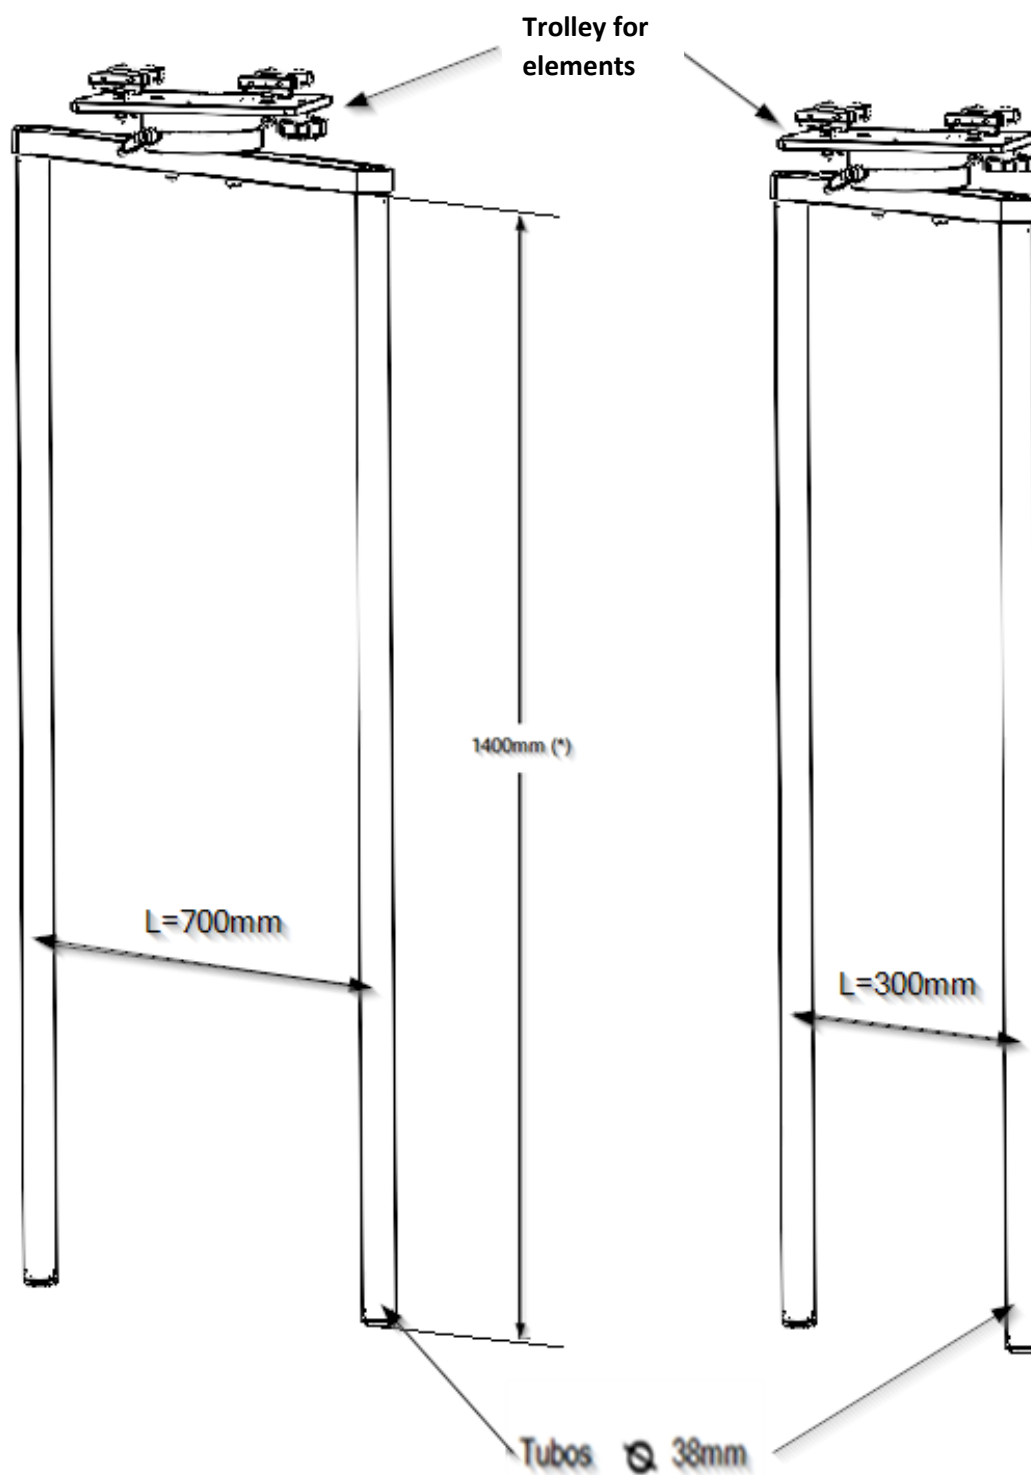 Trolley for
elements
1400mm (*)
L=700mm
L=300mm
Tubos Ø 38mm